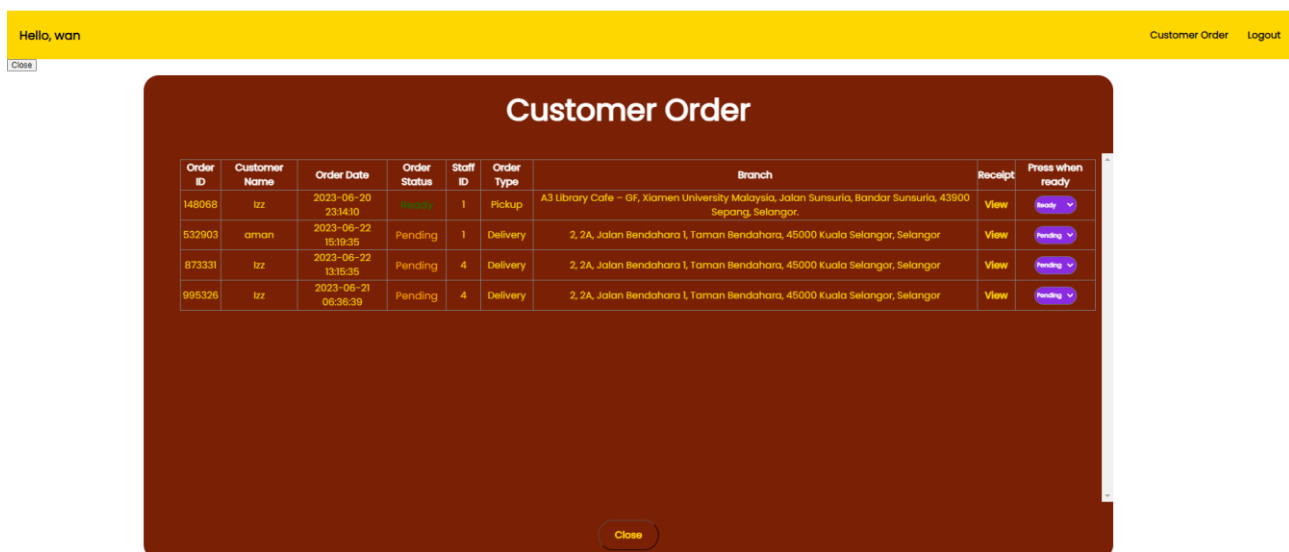 Hello, wan
Customer Order
Logout
Close
Customer Order
Order ID Customer Name Order Date Order Status Staff ID Order Type Branch Receipt Press when ready
148068 Izz 2023-06-20 23:14:10 Ready 1 Pickup A3 Library Cafe – GF, Xiamen University Malaysia, Jalan Sunsuria, Bandar Sunsuria, 43900 Sepang, Selangor. View Ready
532903 aman 2023-06-22 15:19:35 Pending 1 Delivery 2, 2A, Jalan Bendahara 1, Taman Bendahara, 45000 Kuala Selangor, Selangor View Pending
873331 Izz 2023-06-22 13:15:35 Pending 4 Delivery 2, 2A, Jalan Bendahara 1, Taman Bendahara, 45000 Kuala Selangor, Selangor View Pending
995326 Izz 2023-06-21 06:36:39 Pending 4 Delivery 2, 2A, Jalan Bendahara 1, Taman Bendahara, 45000 Kuala Selangor, Selangor View Pending
Close